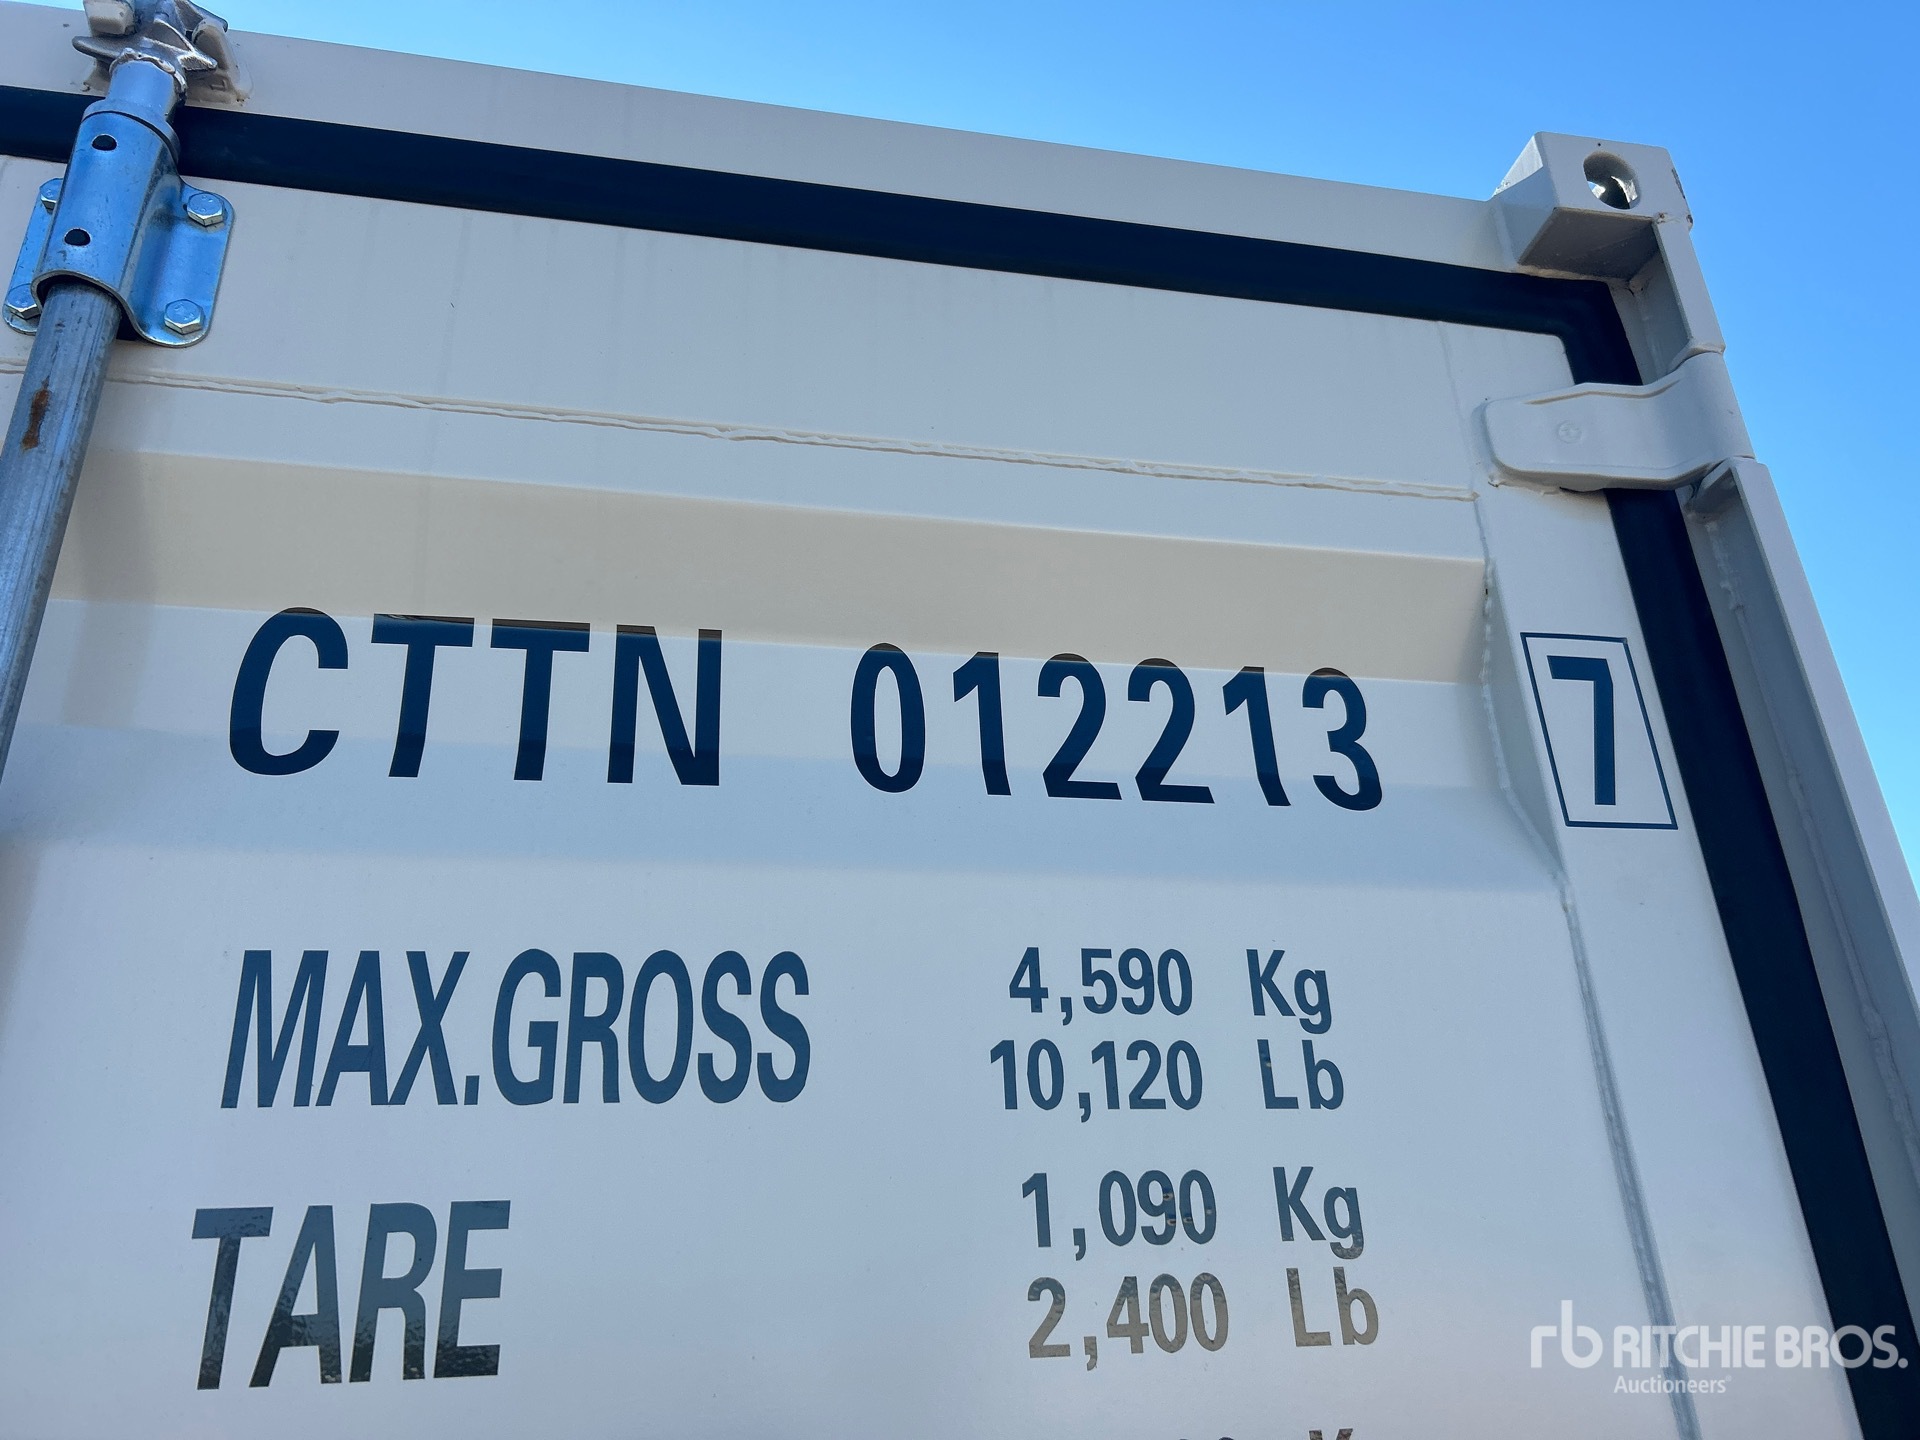 CTTN 012213 7
MAX.GROSS 4,590 Kg
10,120 Lb
TARE 1,090 Kg
2,400 Lb
rb RITCHIE BROS.
Auctioneers